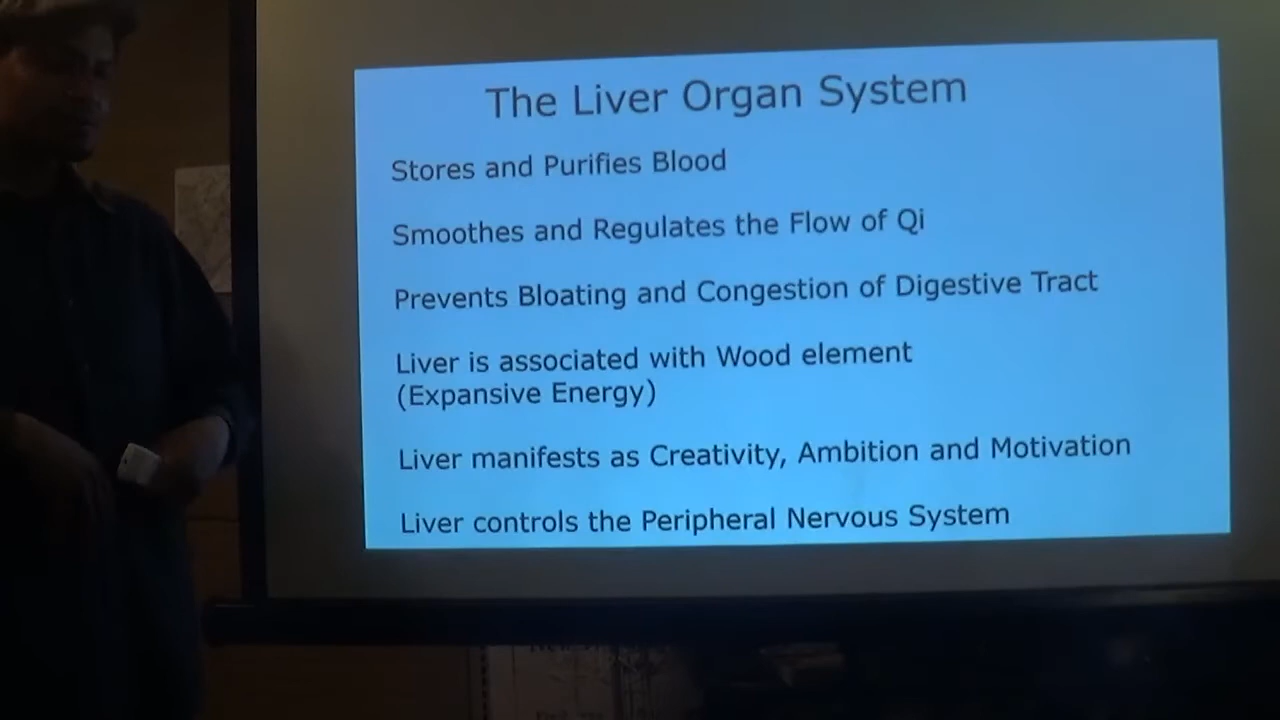 The Liver Organ System
Stores and Purifies Blood
Smoothes and Regulates the Flow of Qi
Prevents Bloating and Congestion of Digestive Tract
Liver is associated with Wood element
(Expansive Energy)
Liver manifests as Creativity, Ambition and Motivation
Liver controls the Peripheral Nervous System